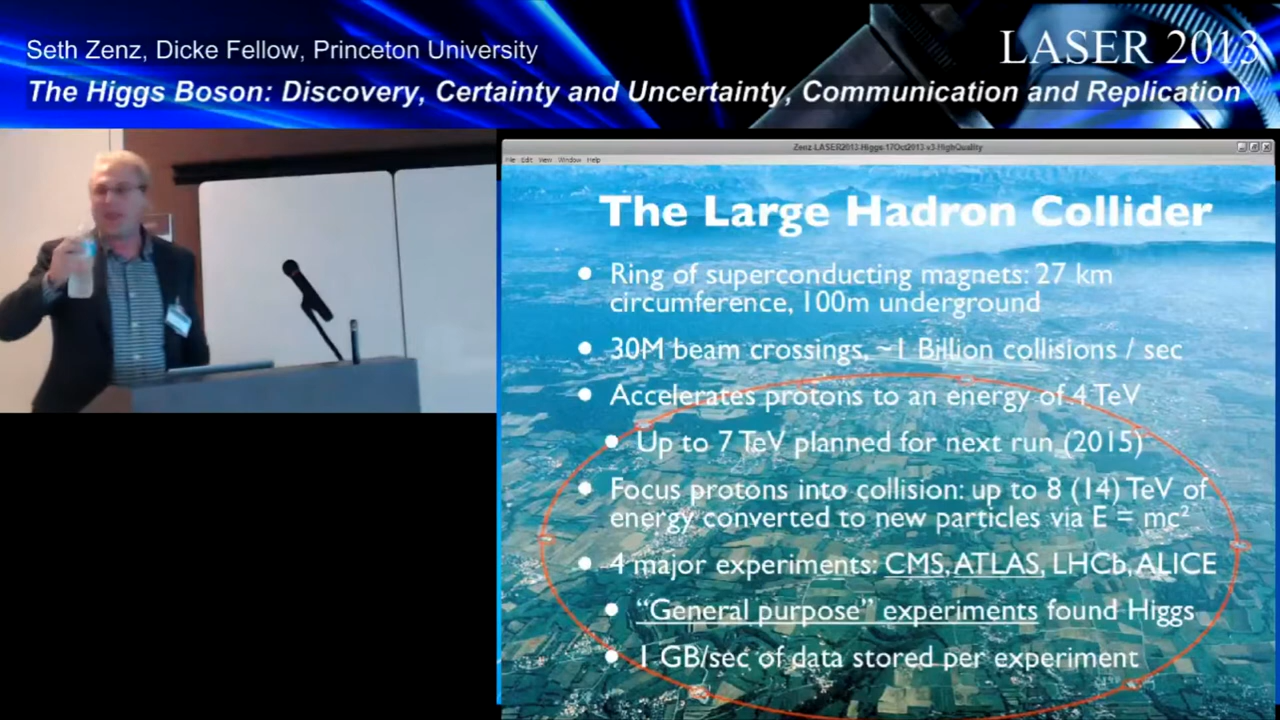 Seth Zenz, Dicke Fellow, Princeton University
LASER 2013
The Higgs Boson: Discovery, Certainty and Uncertainty, Communication and Replication
Zenz-LASER2013-Higgs-17Oct2013-v3-HighQuality
File Edit View Window Help
The Large Hadron Collider
• Ring of superconducting magnets: 27 km
circumference, 100m underground
• 30M beam crossings, ~1 Billion collisions / sec
• Accelerates protons to an energy of 4 TeV
• Up to 7 TeV planned for next run (2015)
• Focus protons into collision: up to 8 (14) TeV of
energy converted to new particles via E = mc²
• 4 major experiments: CMS, ATLAS, LHCb, ALICE
• “General purpose” experiments found Higgs
• 1 GB/sec of data stored per experiment